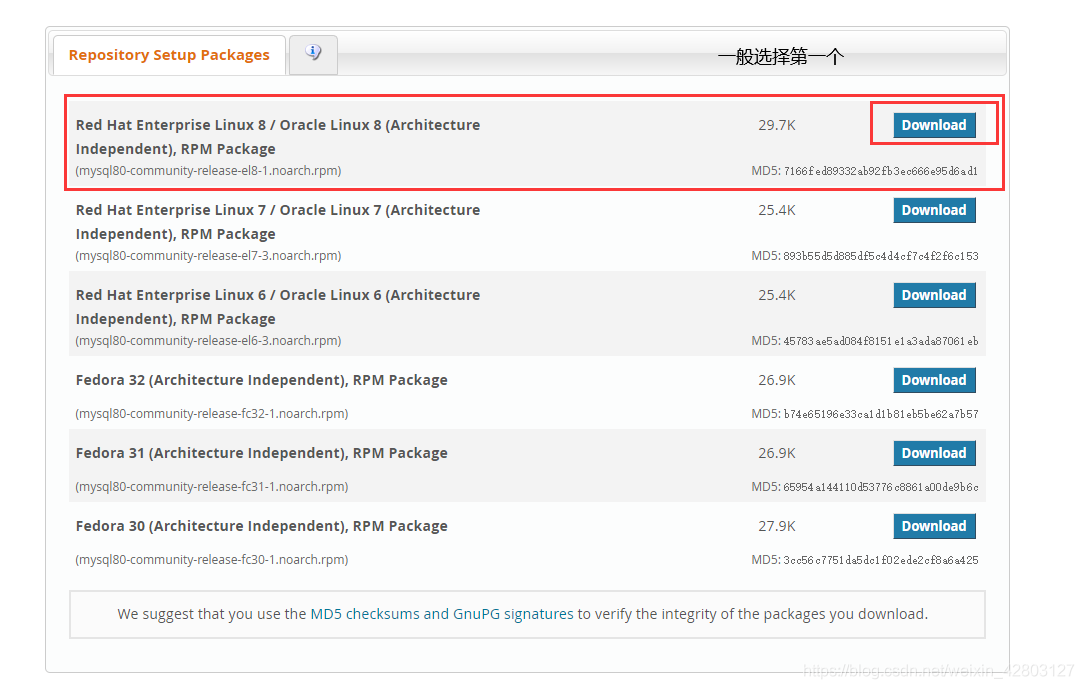 Repository Setup Packages
一般选择第一个
Red Hat Enterprise Linux 8 / Oracle Linux 8 (Architecture
Independent), RPM Package
29.7K
Download
(mysql80-community-release-el8-1.noarch.rpm)
MD5: 7166fed89332ab92fb3ec666e95d6ad1
Red Hat Enterprise Linux 7 / Oracle Linux 7 (Architecture
Independent), RPM Package
25.4K
Download
(mysql80-community-release-el7-3.noarch.rpm)
MD5: 893b55d5d885df5c4d4cf7c4f2f6c153
Red Hat Enterprise Linux 6 / Oracle Linux 6 (Architecture
Independent), RPM Package
25.4K
Download
(mysql80-community-release-el6-3.noarch.rpm)
MD5: 45783ae5ad084f8151e1a3ada87061eb
Fedora 32 (Architecture Independent), RPM Package
26.9K
Download
(mysql80-community-release-fc32-1.noarch.rpm)
MD5: b74e65196e33ca1d1b81eb5be62a7b57
Fedora 31 (Architecture Independent), RPM Package
26.9K
Download
(mysql80-community-release-fc31-1.noarch.rpm)
MD5: 65954a144110d53776c8861a00de9b6c
Fedora 30 (Architecture Independent), RPM Package
27.9K
Download
(mysql80-community-release-fc30-1.noarch.rpm)
MD5: 3cc56c7751da5dc1f02ede2cf8a6a425
We suggest that you use the MD5 checksums and GnuPG signatures to verify the integrity of the packages you download.
https://blog.csdn.net/weixin_42803127